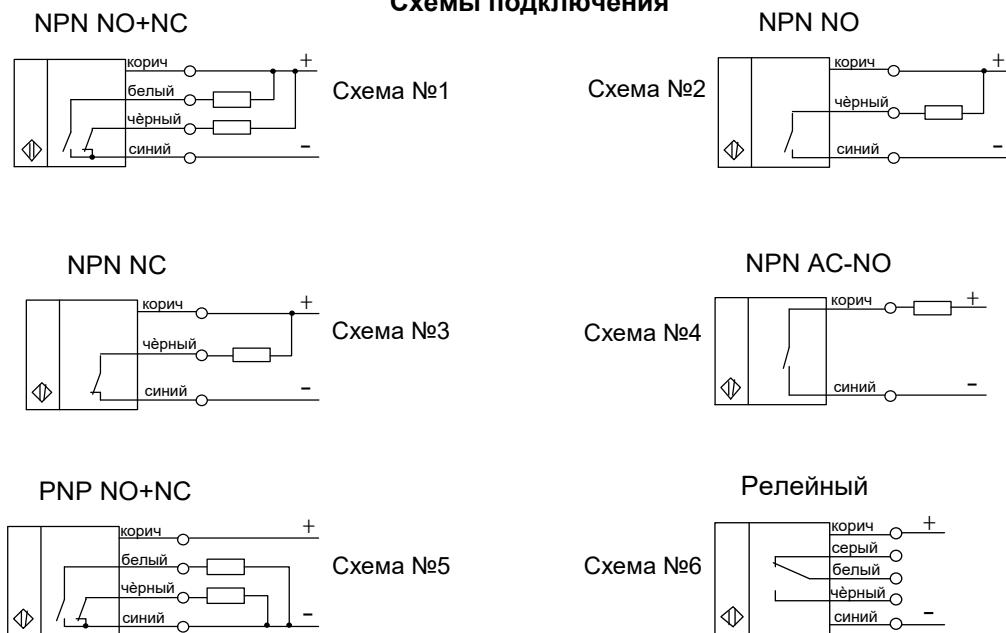 Схемы подключения
NPN NO+NC
корич
+
белый
чѐрный
синий
-
Схема №1
NPN NO
корич
+
чѐрный
синий
-
Схема №2
NPN NC
корич
+
чѐрный
синий
-
Схема №3
NPN AC-NO
корич
+
синий
-
Схема №4
PNP NO+NC
корич
+
белый
чѐрный
синий
-
Схема №5
Релейный
корич
+
серый
белый
чѐрный
синий
-
Схема №6